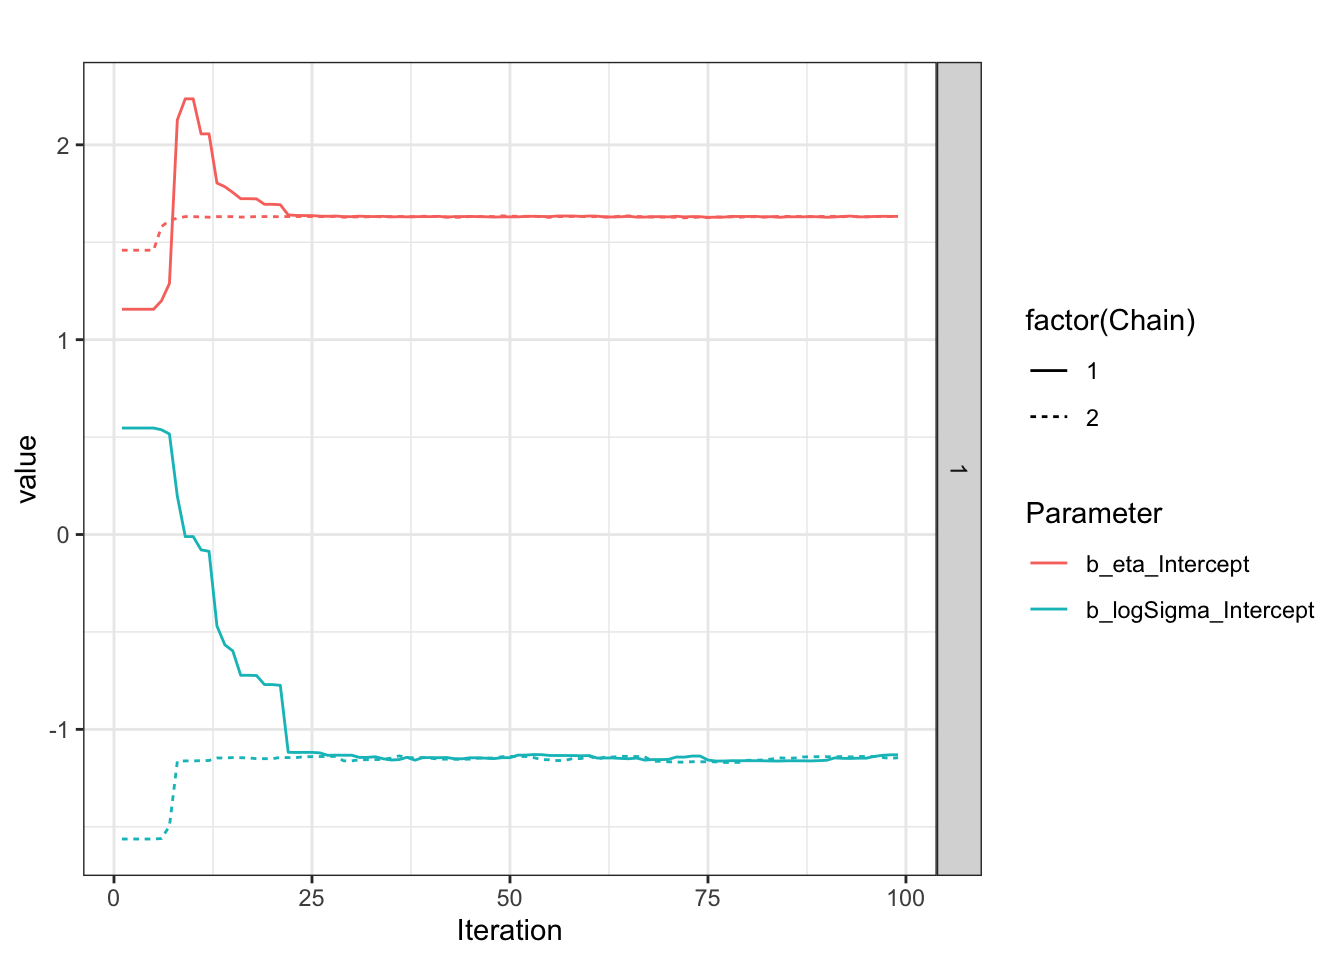 2
1
0
-1
value
0
25
50
75
100
Iteration
1
factor(Chain)
1
2
Parameter
b_eta_Intercept
b_logSigma_Intercept